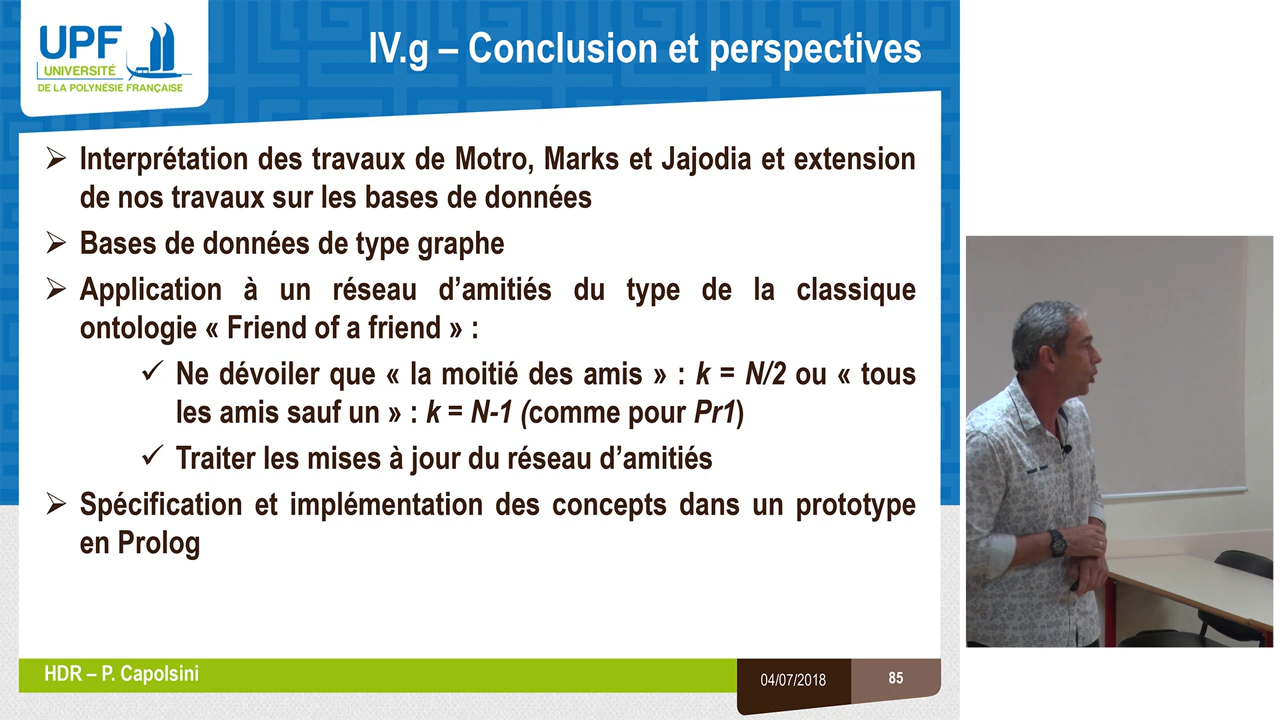 UPF
UNIVERSITÉ
DE LA POLYNÉSIE FRANÇAISE
IV.g – Conclusion et perspectives
➢ Interprétation des travaux de Motro, Marks et Jajodia et extension
de nos travaux sur les bases de données
➢ Bases de données de type graphe
➢ Application à un réseau d’amitiés du type de la classique
ontologie « Friend of a friend » :
✓ Ne dévoiler que « la moitié des amis » : k = N/2 ou « tous
les amis sauf un » : k = N-1 (comme pour Pr1)
✓ Traiter les mises à jour du réseau d’amitiés
➢ Spécification et implémentation des concepts dans un prototype
en Prolog
HDR – P. Capolsini
04/07/2018
85